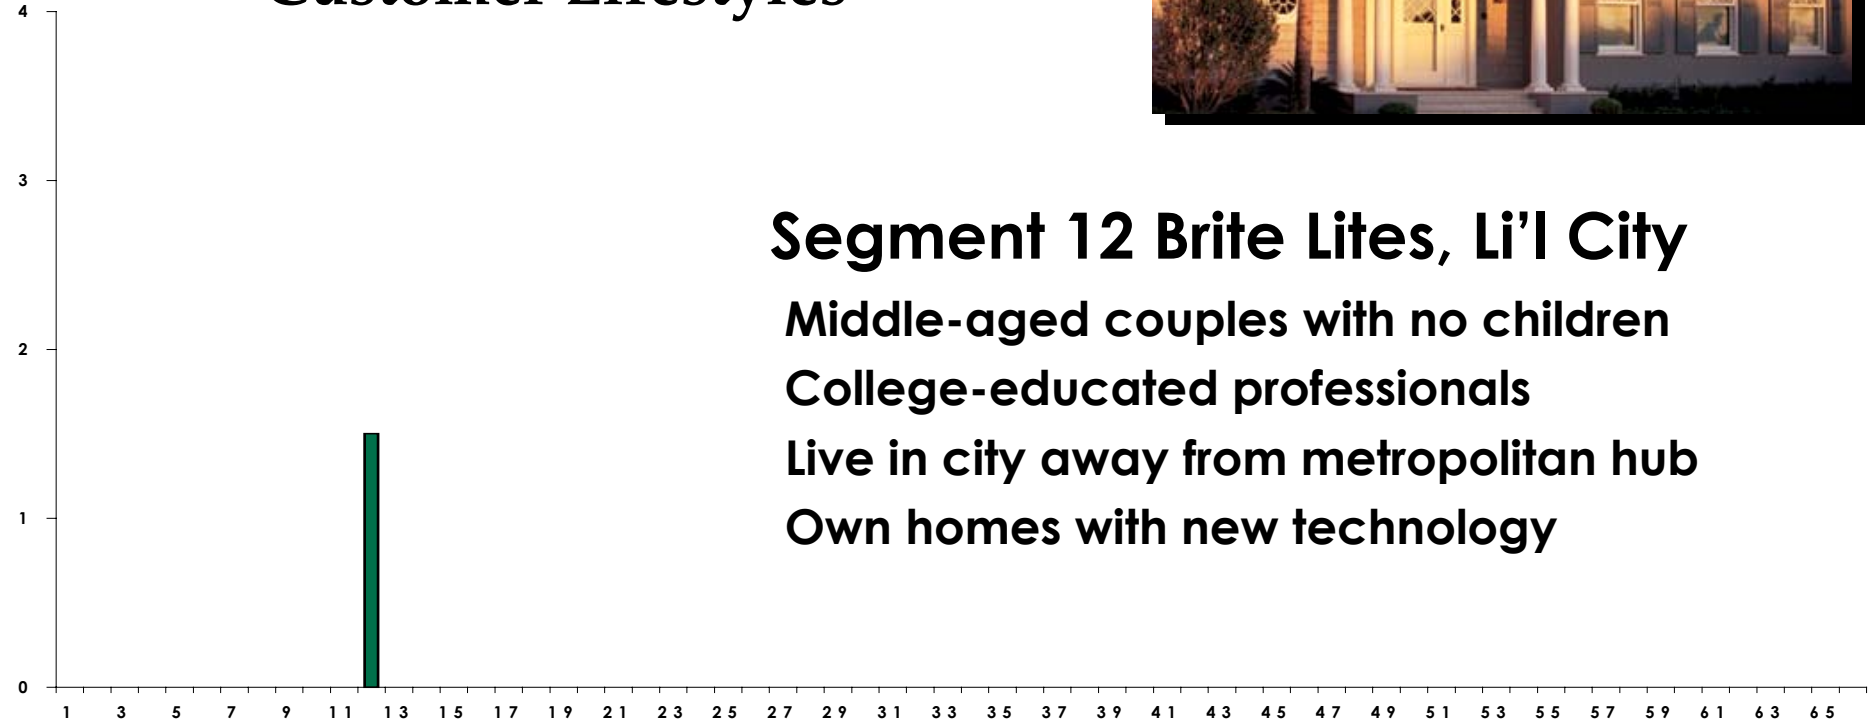 Customer Lifestyles
4
3
2
1
0
Segment 12 Brite Lites, Li’l City
Middle-aged couples with no children
College-educated professionals
Live in city away from metropolitan hub
Own homes with new technology
1 3 5 7 9 11 13 15 17 19 21 23 25 27 29 31 33 35 37 39 41 43 45 47 49 51 53 55 57 59 61 63 65